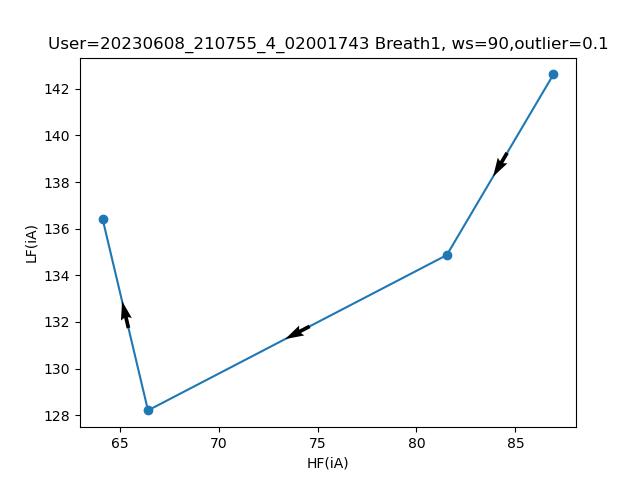 User=20230608_210755_4_02001743 Breath1, ws=90,outlier=0.1
142
140
138
136
134
132
130
128
LF(iA)
65 70 75 80 85
HF(iA)